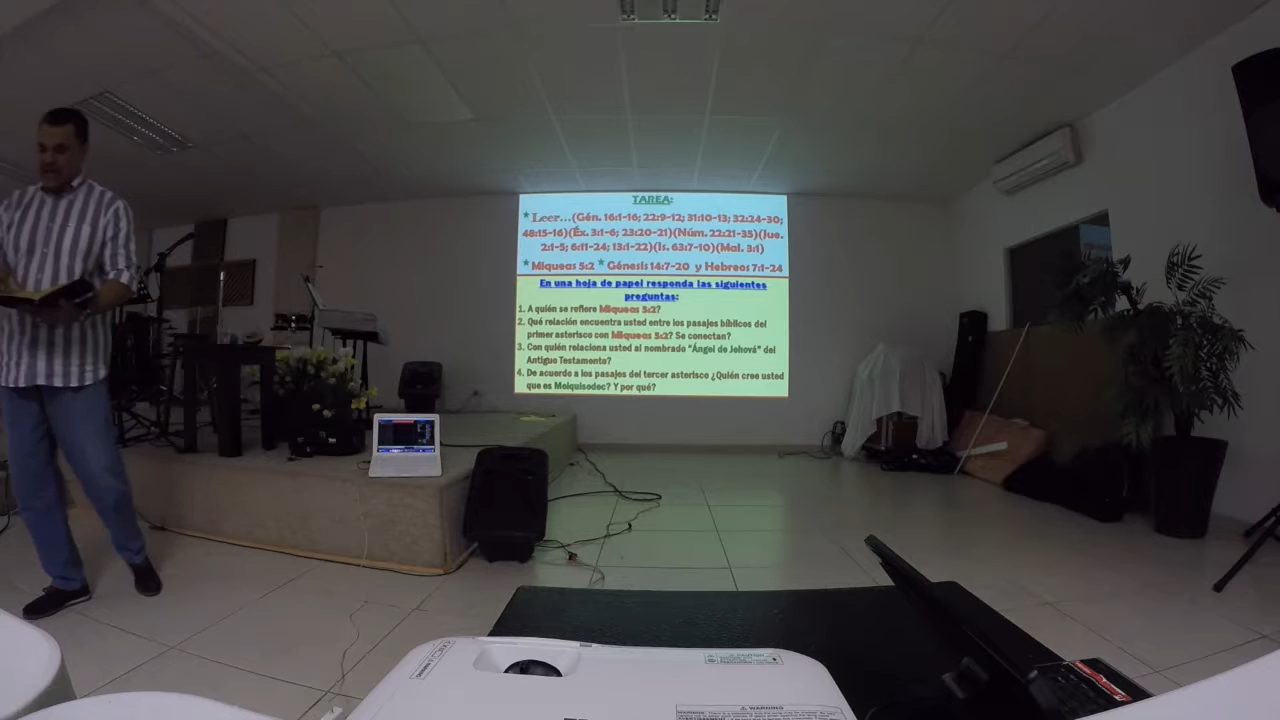 TAREA:
* Leer...(Gén. 16:1-16; 22:9-12; 31:10-13; 32:24-30;
48:15-16)(Éx. 3:1-6; 23:20-21)(Núm. 22:21-35)(Jue.
2:1-5; 6:11-24; 13:1-22)(Is. 63:7-10)(Mal. 3:1)
* Miqueas 5:2 * Génesis 14:7-20 y Hebreos 7:1-24
En una hoja de papel responda las siguientes
preguntas:
1. A quién se refiere Miqueas 5:2?
2. Qué relación encuentra usted entre los pasajes bíblicos del
primer asterisco con Miqueas 5:2? Se conectan?
3. Con quién relaciona usted al nombrado "Ángel de Jehová" del
Antiguo Testamento?
4. De acuerdo a los pasajes del tercer asterisco ¿Quién cree usted
que es Melquisedec? Y por qué?
WARNING